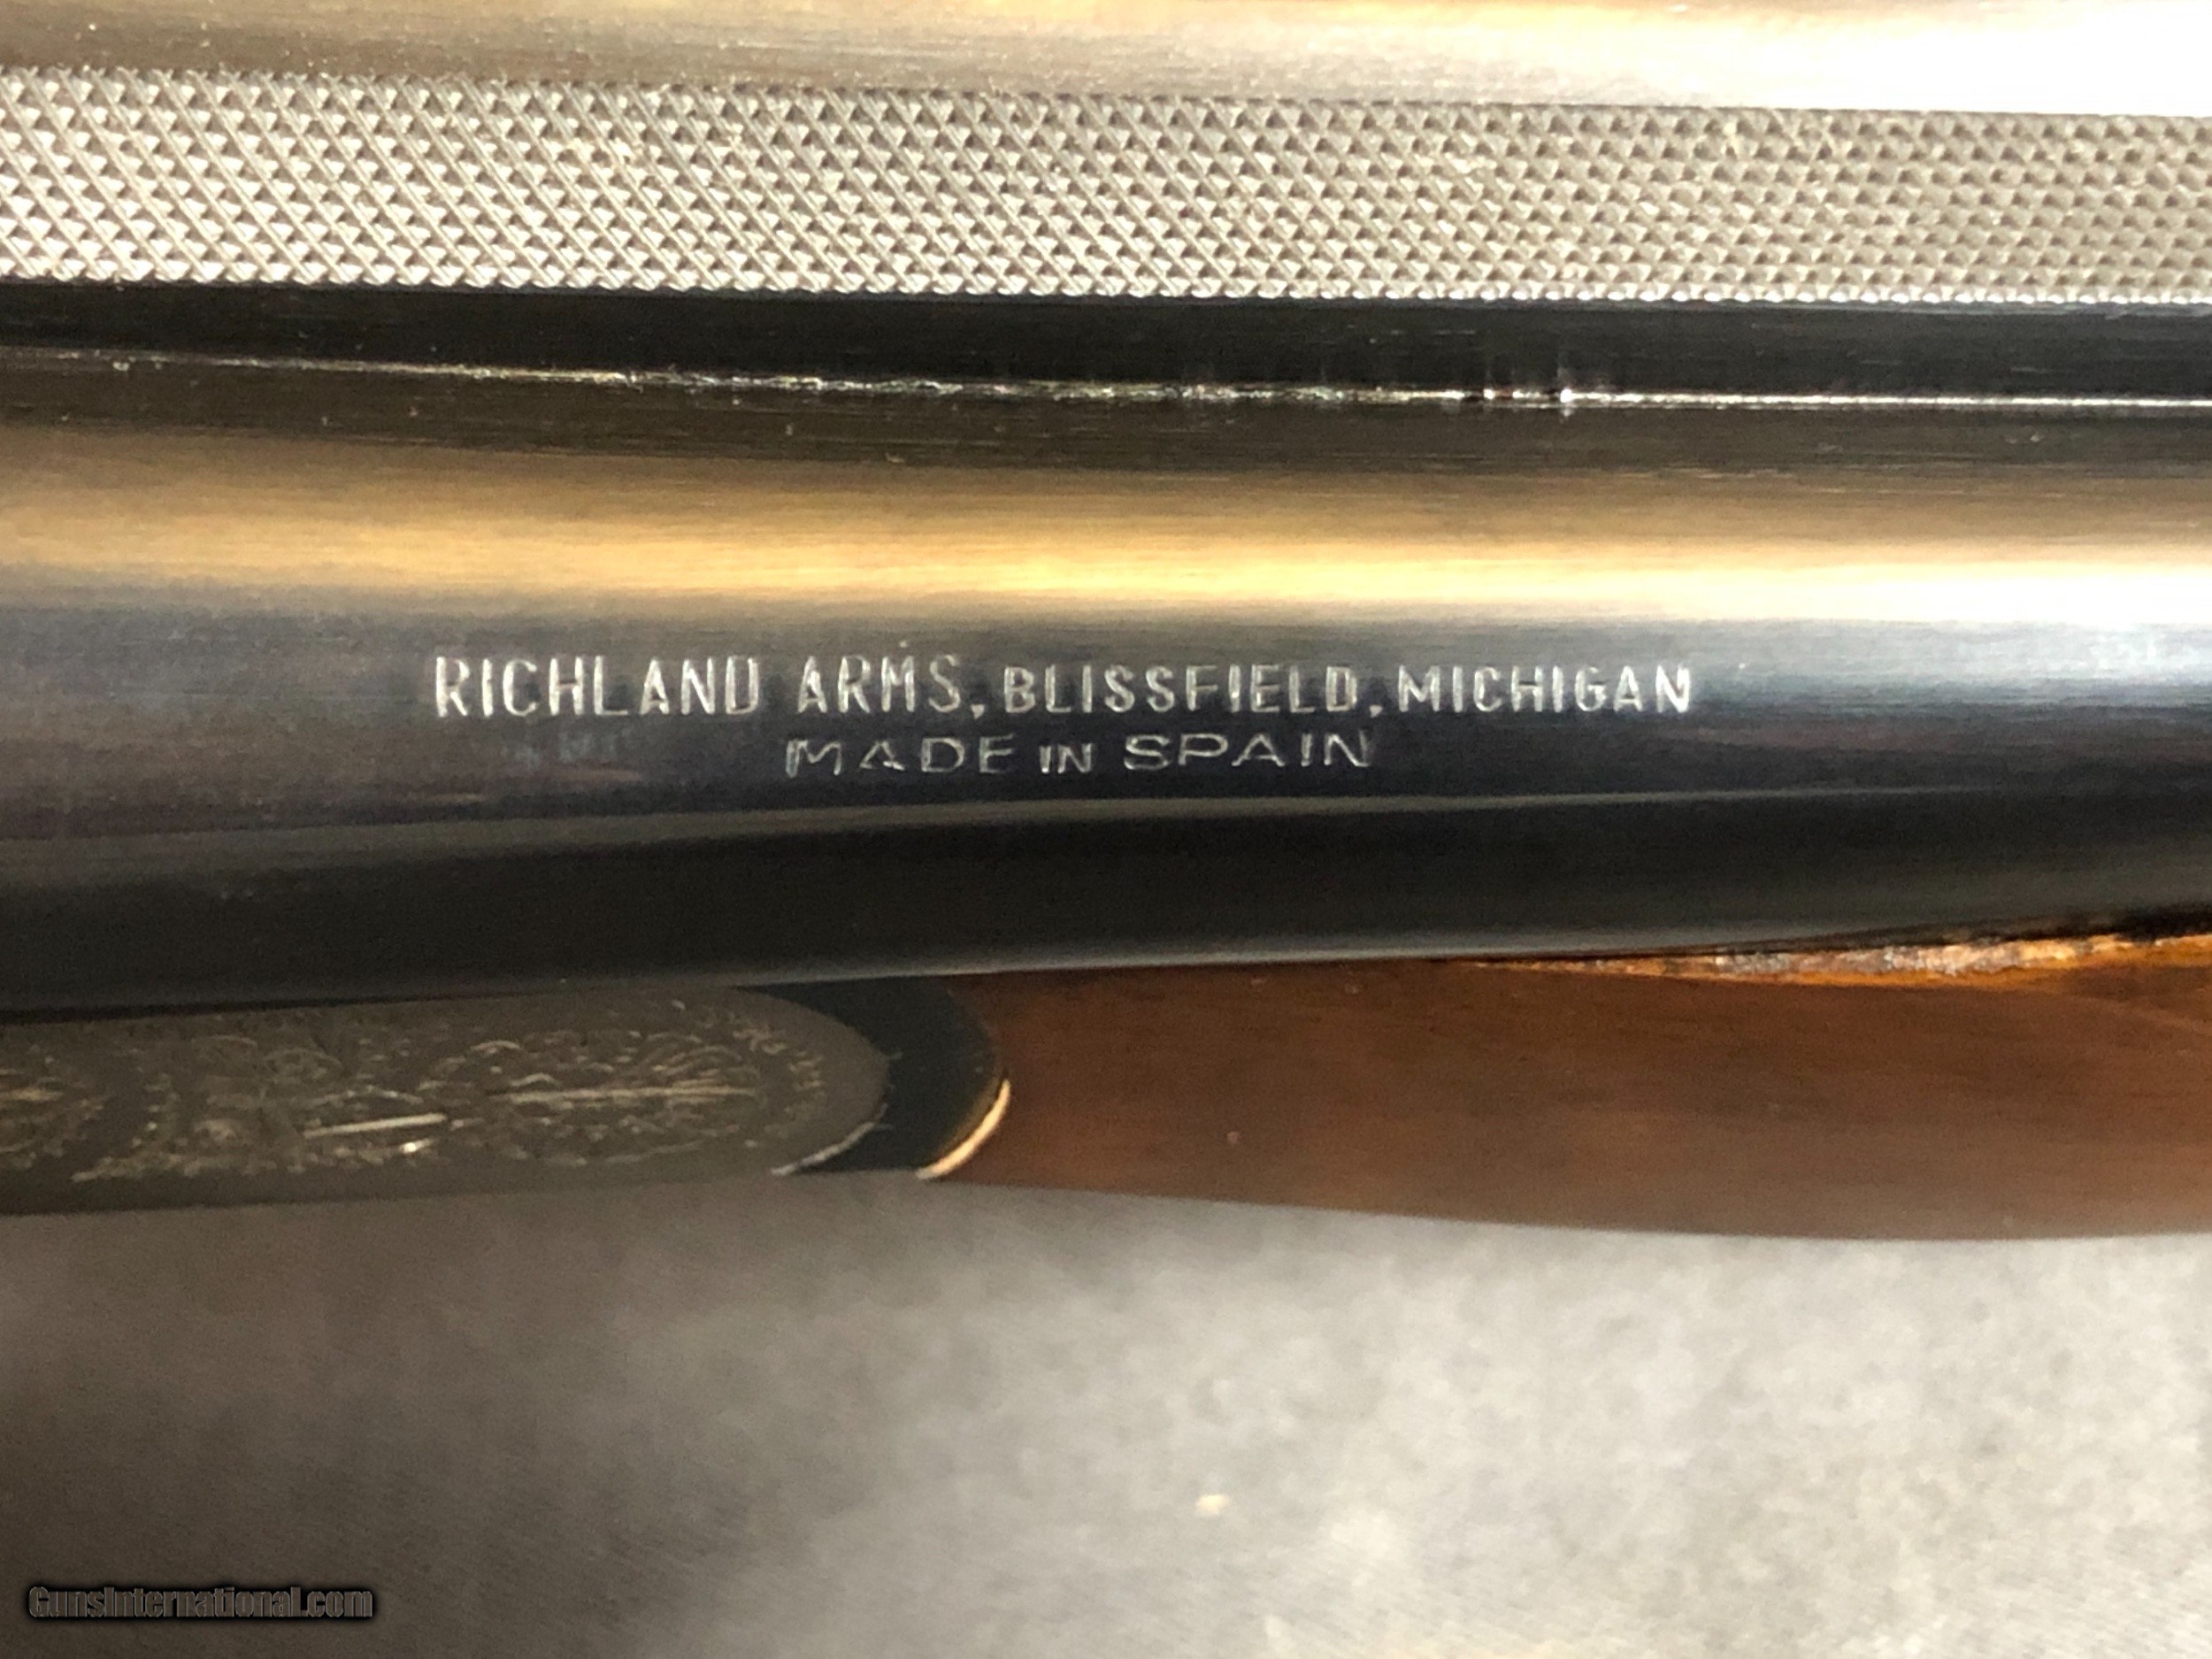 RICHLAND ARMS, BLISSFIELD, MICHIGAN
MADE IN SPAIN
GunsInternational.com